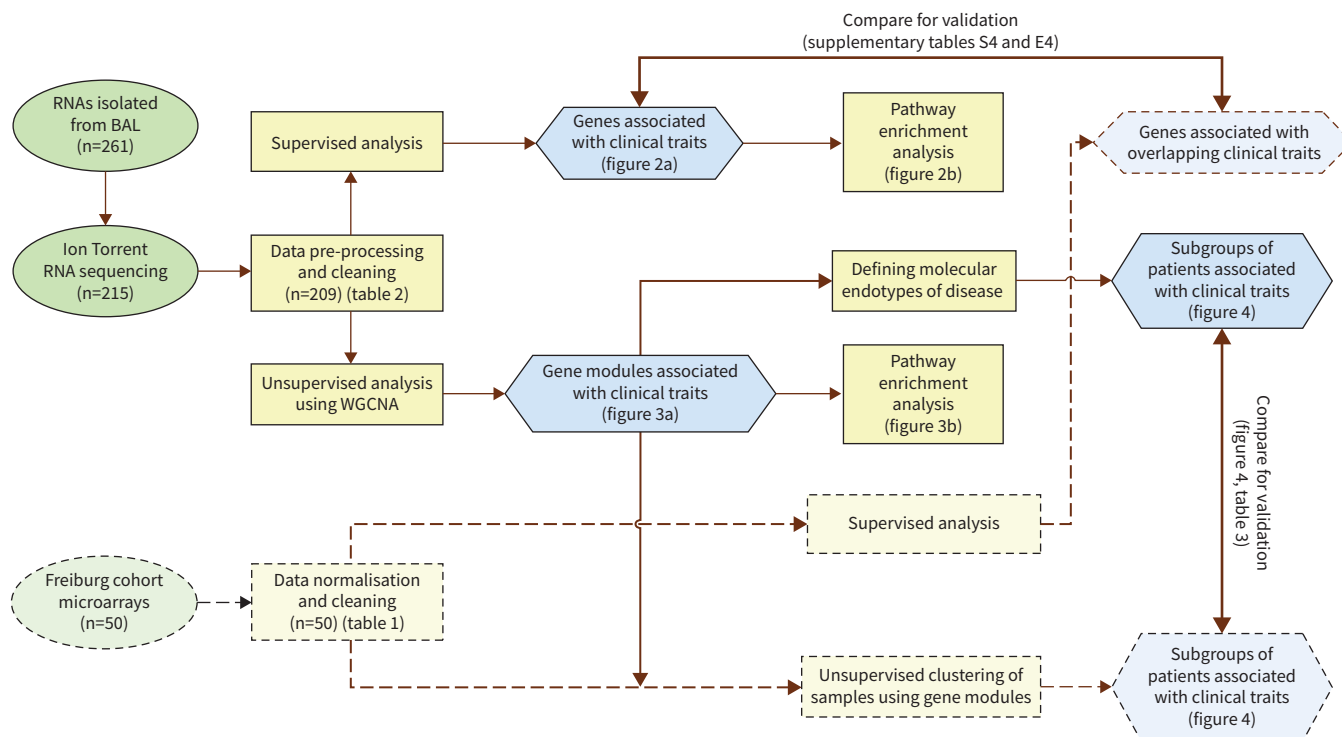 Compare for validation
(supplementary tables S4 and E4)
RNAs isolated
from BAL
(n=261)
Supervised analysis
Genes associated
with clinical traits
(figure 2a)
Pathway
enrichment
analysis
(figure 2b)
Genes associated with
overlapping clinical traits
Ion Torrent
RNA sequencing
(n=215)
Data pre-processing
and cleaning
(n=209) (table 2)
Defining molecular
endotypes of disease
Subgroups of
patients associated
with clinical traits
(figure 4)
Unsupervised analysis
using WGCNA
Gene modules associated
with clinical traits
(figure 3a)
Pathway
enrichment
analysis
(figure 3b)
Compare for validation
(figure 4, table 3)
Supervised analysis
Freiburg cohort
microarrays
(n=50)
Data normalisation
and cleaning
(n=50) (table 1)
Unsupervised clustering of
samples using gene modules
Subgroups of
patients associated
with clinical traits
(figure 4)